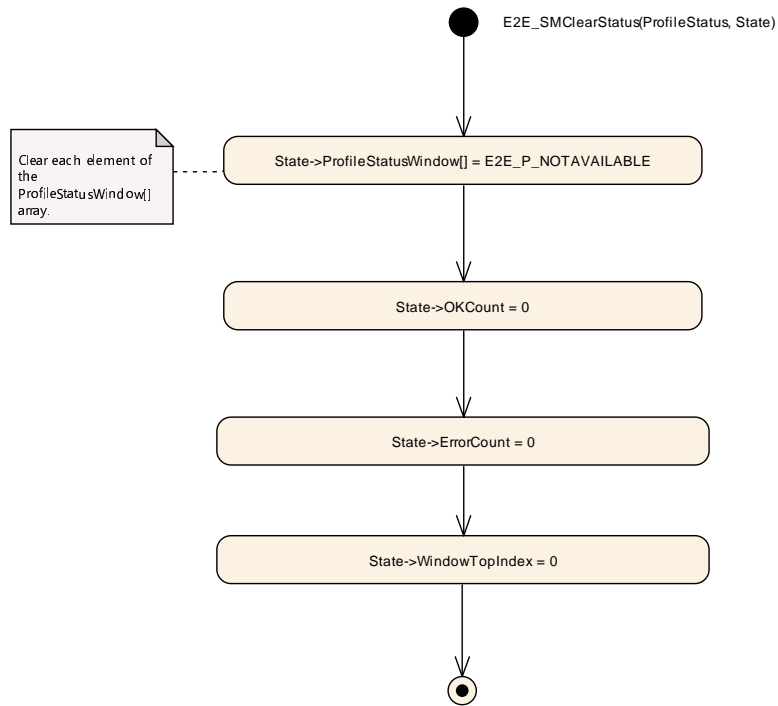 E2E_SMClearStatus(ProfileStatus, State)
State->ProfileStatusWindow[] = E2E_P_NOTAVAILABLE
Clear each element of
the
ProfileStatusWindow[]
array.
State->OKCount = 0
State->ErrorCount = 0
State->WindowTopIndex = 0